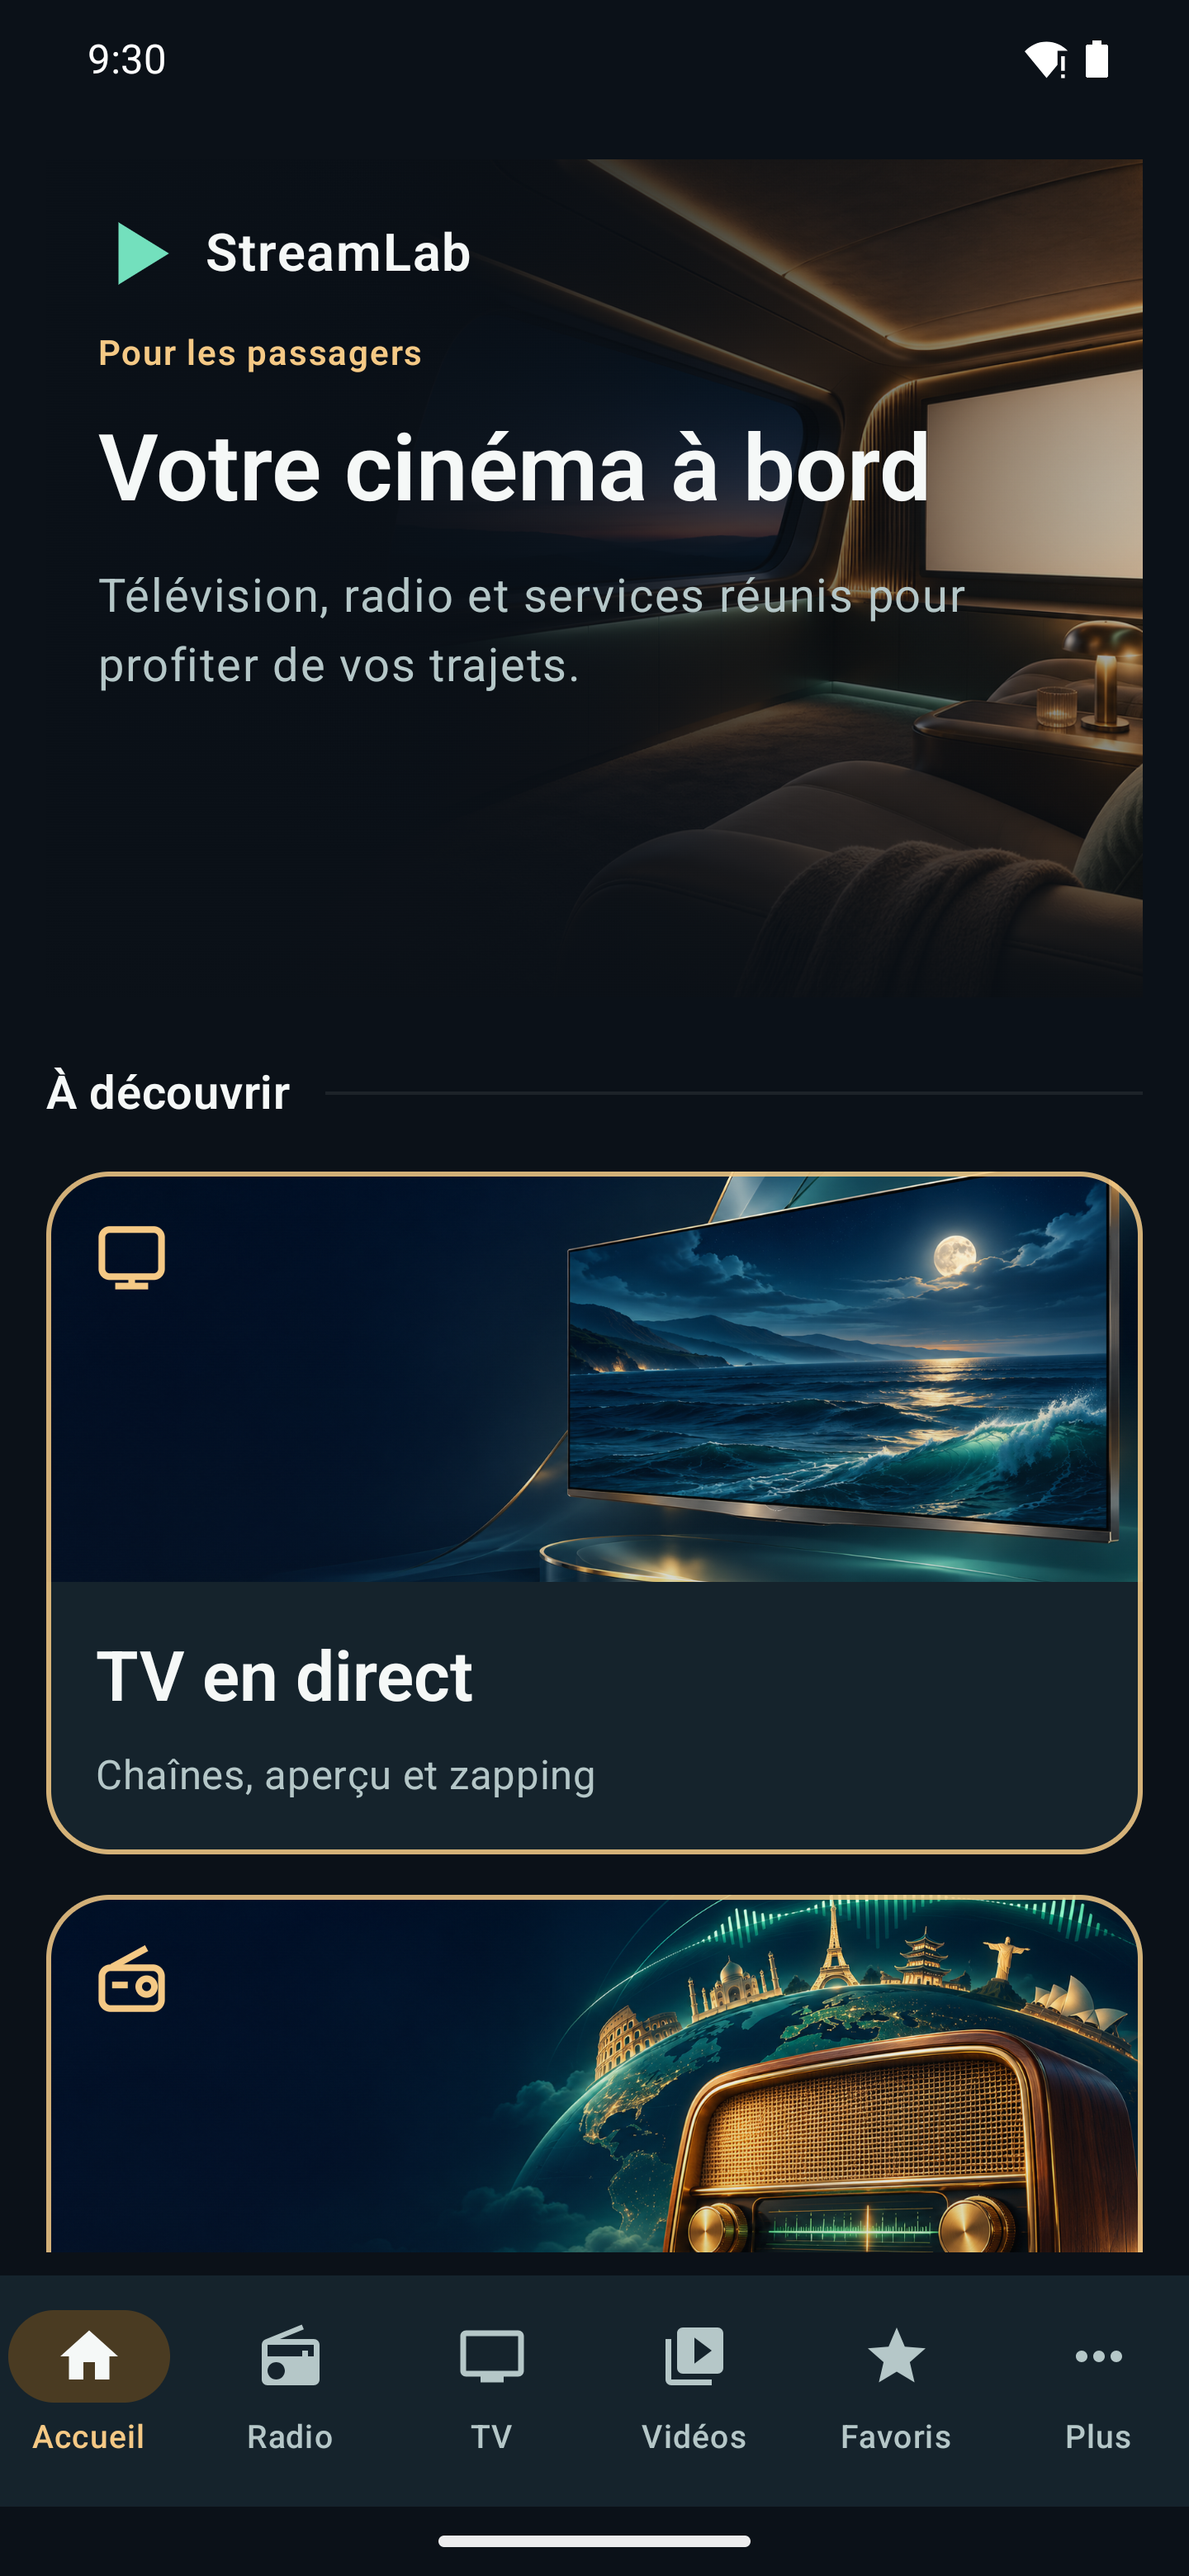 9:30
StreamLab
Pour les passagers
Votre cinéma à bord
Télévision, radio et services réunis pour
profiter de vos trajets.
À découvrir
TV en direct
Chaînes, aperçu et zapping
Accueil
Radio
TV
Vidéos
Favoris
Plus